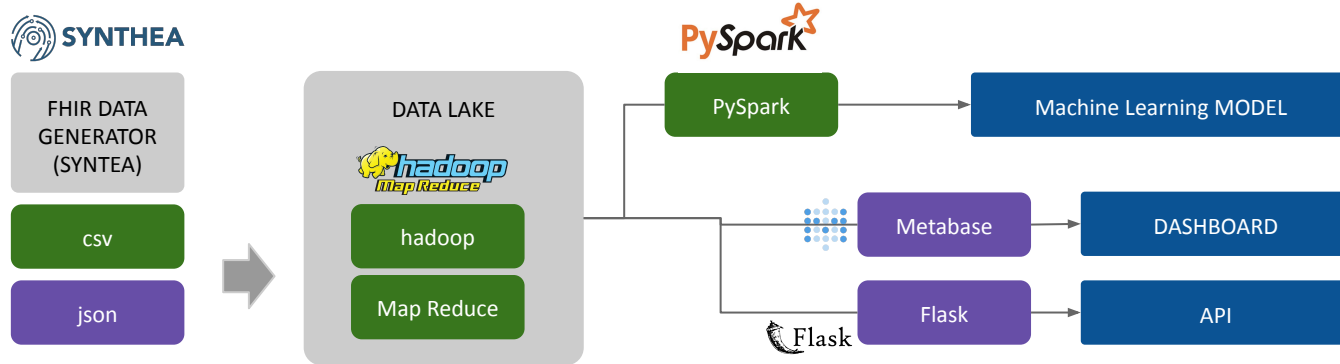 SYNTHEA
FHIR DATA
GENERATOR
(SYNTEA)
csv
json
DATA LAKE
hadoop
Map Reduce
hadoop
Map Reduce
PySpark
PySpark
Machine Learning MODEL
Metabase
DASHBOARD
Flask
Flask
API